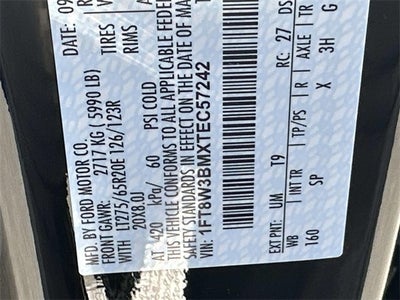 MFD. BY FORD MOTOR CO.
DATE: 09
FRONT GAWR: 2717 KG ( 5990 LB)
LT275/65R20E 126/123R TIRES
20X8.0J RIMS
AT 420 kPa/ 60 PSI COLD
THIS VEHICLE CONFORMS TO ALL APPLICABLE FEDERAL
SAFETY STANDARDS IN EFFECT ON THE DATE OF MA
VIN: 1FT8W3BMXTEC57242
EXT PNT: UM T9 RC: 27 DS
WB INT TR TP/PS R AXLE TR
160 SP X 3H G